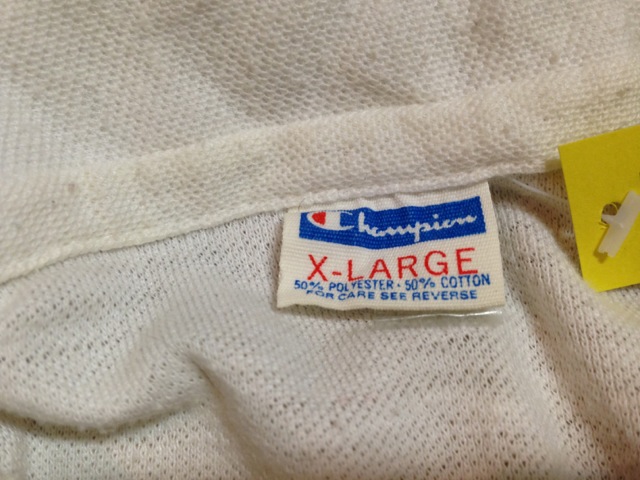 Champion
X-LARGE
50% POLYESTER · 50% COTTON
FOR CARE SEE REVERSE